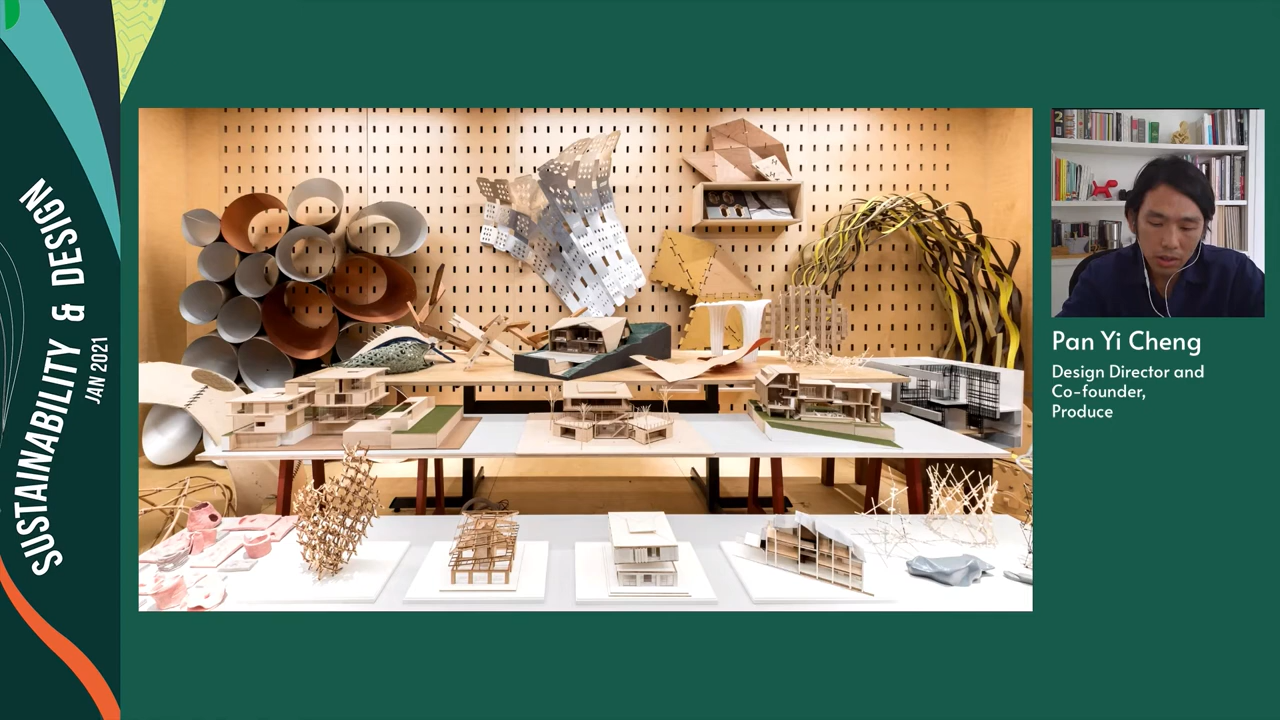 SUSTAINABILITY & DESIGN
JAN 2021
Pan Yi Cheng
Design Director and
Co-founder,
Produce